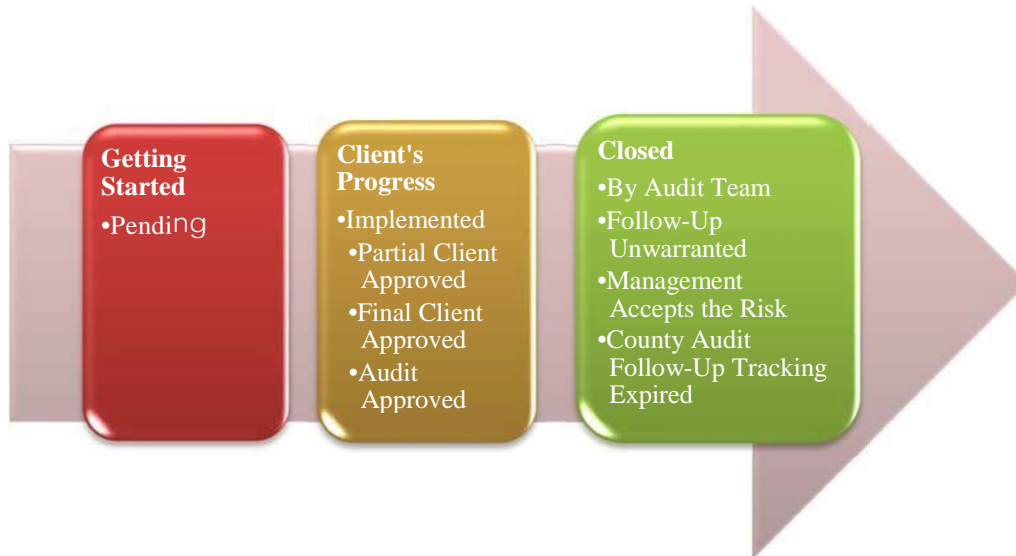 Getting
Started
•Pending
Client's
Progress
•Implemented
•Partial Client
Approved
•Final Client
Approved
•Audit
Approved
Closed
•By Audit Team
•Follow-Up
Unwarranted
•Management
Accepts the Risk
•County Audit
Follow-Up Tracking
Expired